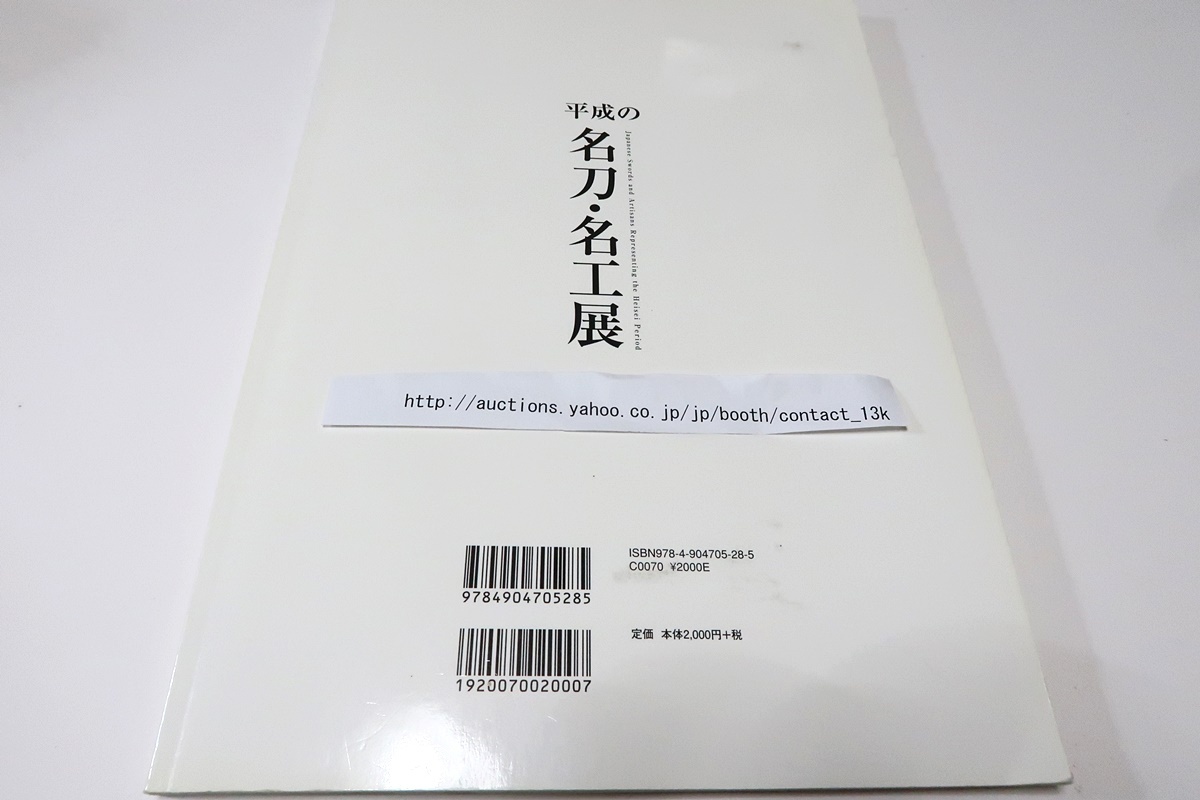 平成の
名刀・名工展
Japanese Swords and Artisans Representing the Heisei Period
http://auctions.yahoo.co.jp/jp/booth/contact_13k
ISBN978-4-904705-28-5
C0070 ¥2000E
9784904705285
定価 本体2,000円+税
1920070020007